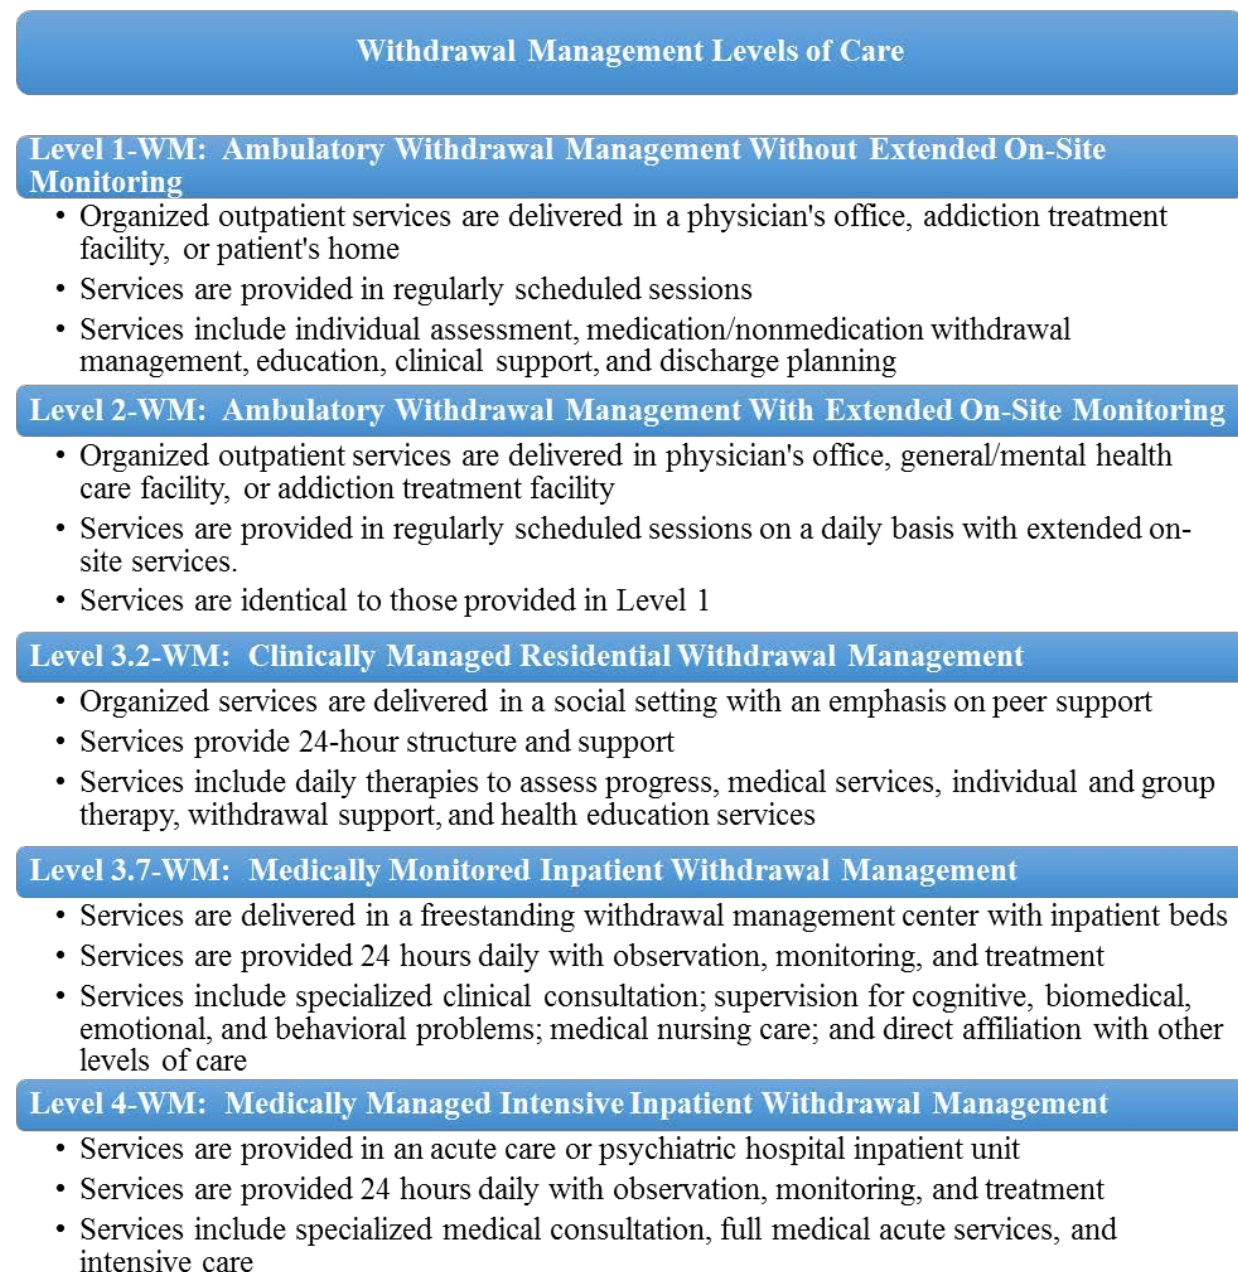 Withdrawal Management Levels of Care
Level 1-WM: Ambulatory Withdrawal Management Without Extended On-Site
Monitoring
• Organized outpatient services are delivered in a physician's office, addiction treatment
facility, or patient's home
• Services are provided in regularly scheduled sessions
• Services include individual assessment, medication/nonmedication withdrawal
management, education, clinical support, and discharge planning
Level 2-WM: Ambulatory Withdrawal Management With Extended On-Site Monitoring
• Organized outpatient services are delivered in physician's office, general/mental health
care facility, or addiction treatment facility
• Services are provided in regularly scheduled sessions on a daily basis with extended on-
site services.
• Services are identical to those provided in Level 1
Level 3.2-WM: Clinically Managed Residential Withdrawal Management
• Organized services are delivered in a social setting with an emphasis on peer support
• Services provide 24-hour structure and support
• Services include daily therapies to assess progress, medical services, individual and group
therapy, withdrawal support, and health education services
Level 3.7-WM: Medically Monitored Inpatient Withdrawal Management
• Services are delivered in a freestanding withdrawal management center with inpatient beds
• Services are provided 24 hours daily with observation, monitoring, and treatment
• Services include specialized clinical consultation; supervision for cognitive, biomedical,
emotional, and behavioral problems; medical nursing care; and direct affiliation with other
levels of care
Level 4-WM: Medically Managed Intensive Inpatient Withdrawal Management
• Services are provided in an acute care or psychiatric hospital inpatient unit
• Services are provided 24 hours daily with observation, monitoring, and treatment
• Services include specialized medical consultation, full medical acute services, and
intensive care